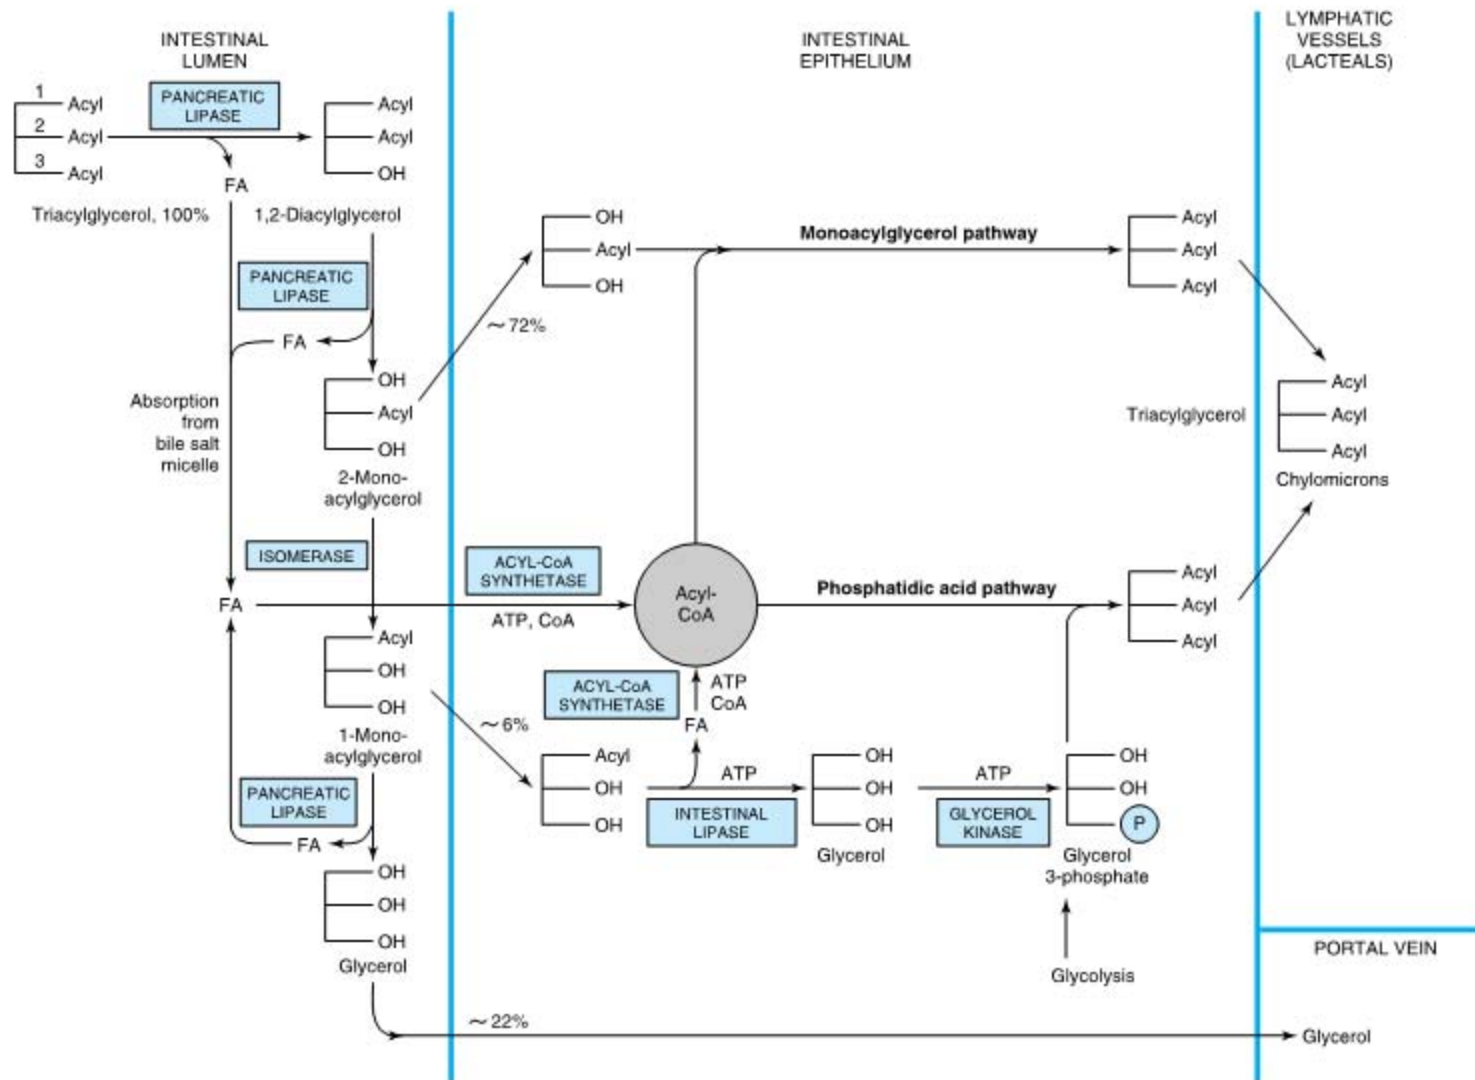 INTESTINAL
LUMEN
INTESTINAL
EPITHELIUM
LYMPHATIC
VESSELS
(LACTEALS)
1
Acyl
2
Acyl
3
Acyl
PANCREATIC
LIPASE
Acyl
Acyl
OH
FA
Triacylglycerol, 100%
1,2-Diacylglycerol
PANCREATIC
LIPASE
FA
OH
Acyl
OH
~72%
Monoacylglycerol pathway
Acyl
Acyl
Acyl
Absorption
from
bile salt
micelle
OH
Acyl
OH
2-Mono-
acylglycerol
Triacylglycerol
Acyl
Acyl
Acyl
Chylomicrons
ISOMERASE
FA
ACYL-CoA
SYNTHETASE
ATP, CoA
Acyl-
CoA
Phosphatidic acid pathway
Acyl
Acyl
Acyl
Acyl
OH
OH
1-Mono-
acylglycerol
~6%
ACYL-CoA
SYNTHETASE
ATP
CoA
FA
Acyl
OH
OH
ATP
INTESTINAL
LIPASE
OH
OH
OH
Glycerol
ATP
GLYCEROL
KINASE
OH
OH
P
Glycerol
3-phosphate
Glycolysis
PANCREATIC
LIPASE
FA
OH
OH
OH
Glycerol
~22%
PORTAL VEIN
Glycerol